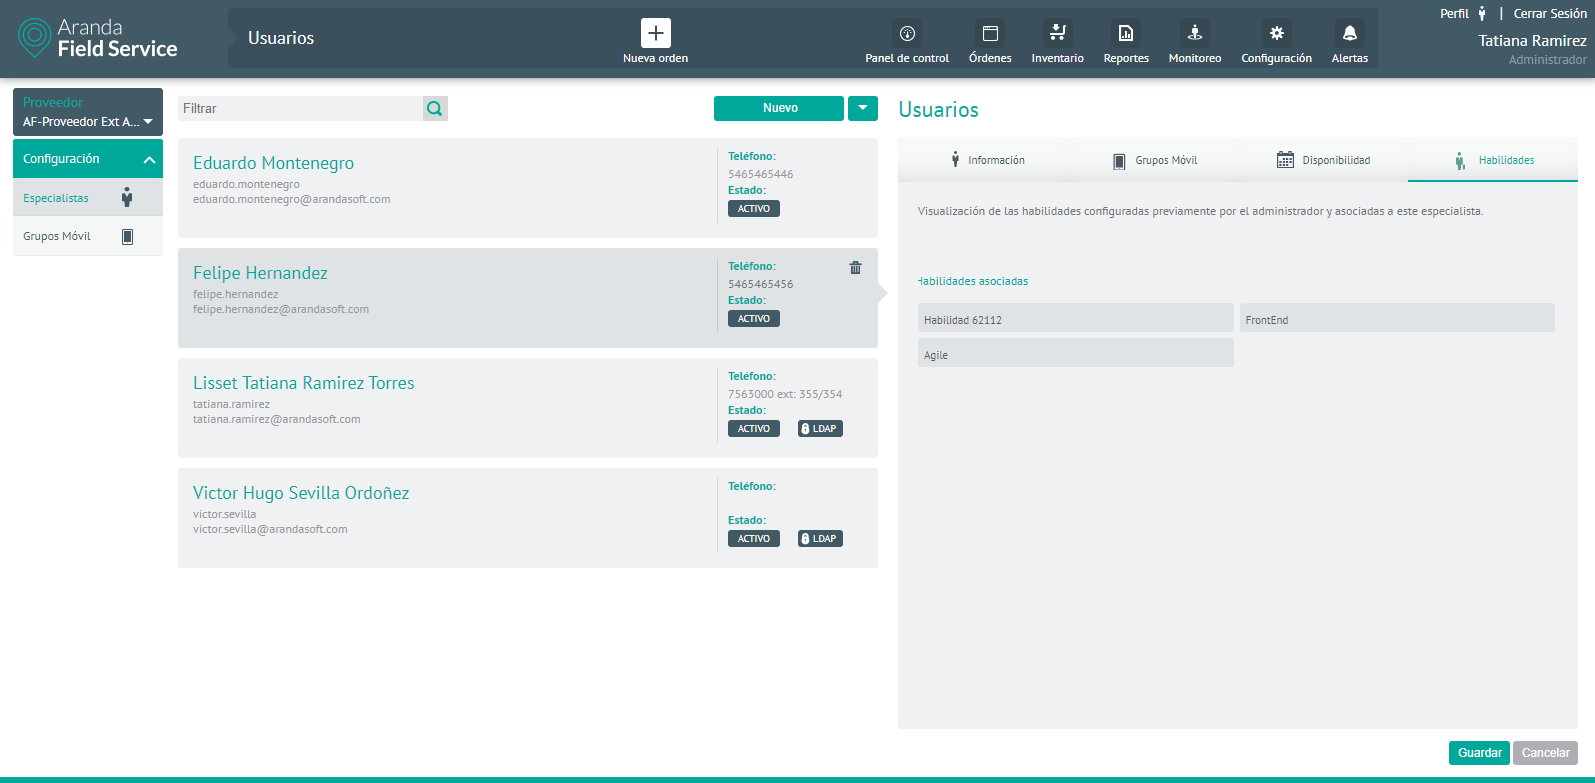 Aranda
Field Service
Usuarios
Nueva orden
Panel de control
Órdenes
Inventario
Reportes
Monitoreo
Configuración
Alertas
Perfil | Cerrar Sesión
Tatiana Ramirez
Administrador
Proveedor
AF-Proveedor Ext A...
Configuración
Especialistas
Grupos Móvil
Filtrar
Nuevo
Eduardo Montenegro
eduardo.montenegro
eduardo.montenegro@arandasoft.com
Teléfono:
5465465446
Estado:
ACTIVO
Felipe Hernandez
felipe.hernandez
felipe.hernandez@arandasoft.com
Teléfono:
5465465456
Estado:
ACTIVO
Lisset Tatiana Ramirez Torres
tatiana.ramirez
tatiana.ramirez@arandasoft.com
Teléfono:
7563000 ext: 355/354
Estado:
ACTIVO LDAP
Victor Hugo Sevilla Ordoñez
victor.sevilla
victor.sevilla@arandasoft.com
Teléfono:
Estado:
ACTIVO LDAP
Usuarios
Información
Grupos Móvil
Disponibilidad
Habilidades
Visualización de las habilidades configuradas previamente por el administrador y asociadas a este especialista.
Habilidades asociadas
Habilidad 62112
FrontEnd
Agile
Guardar
Cancelar